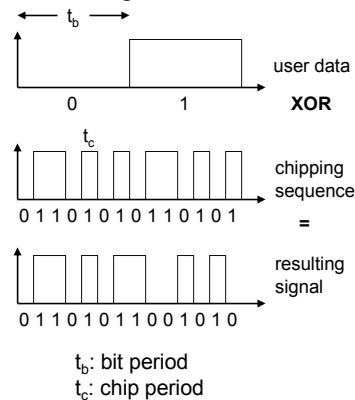 t_b
user data
0 1 XOR
t_c
chipping
sequence
0 1 1 0 1 0 1 0 1 1 0 1 0 1
=
resulting
signal
0 1 1 0 1 0 1 1 0 0 1 0 1 0
t_b: bit period
t_c: chip period